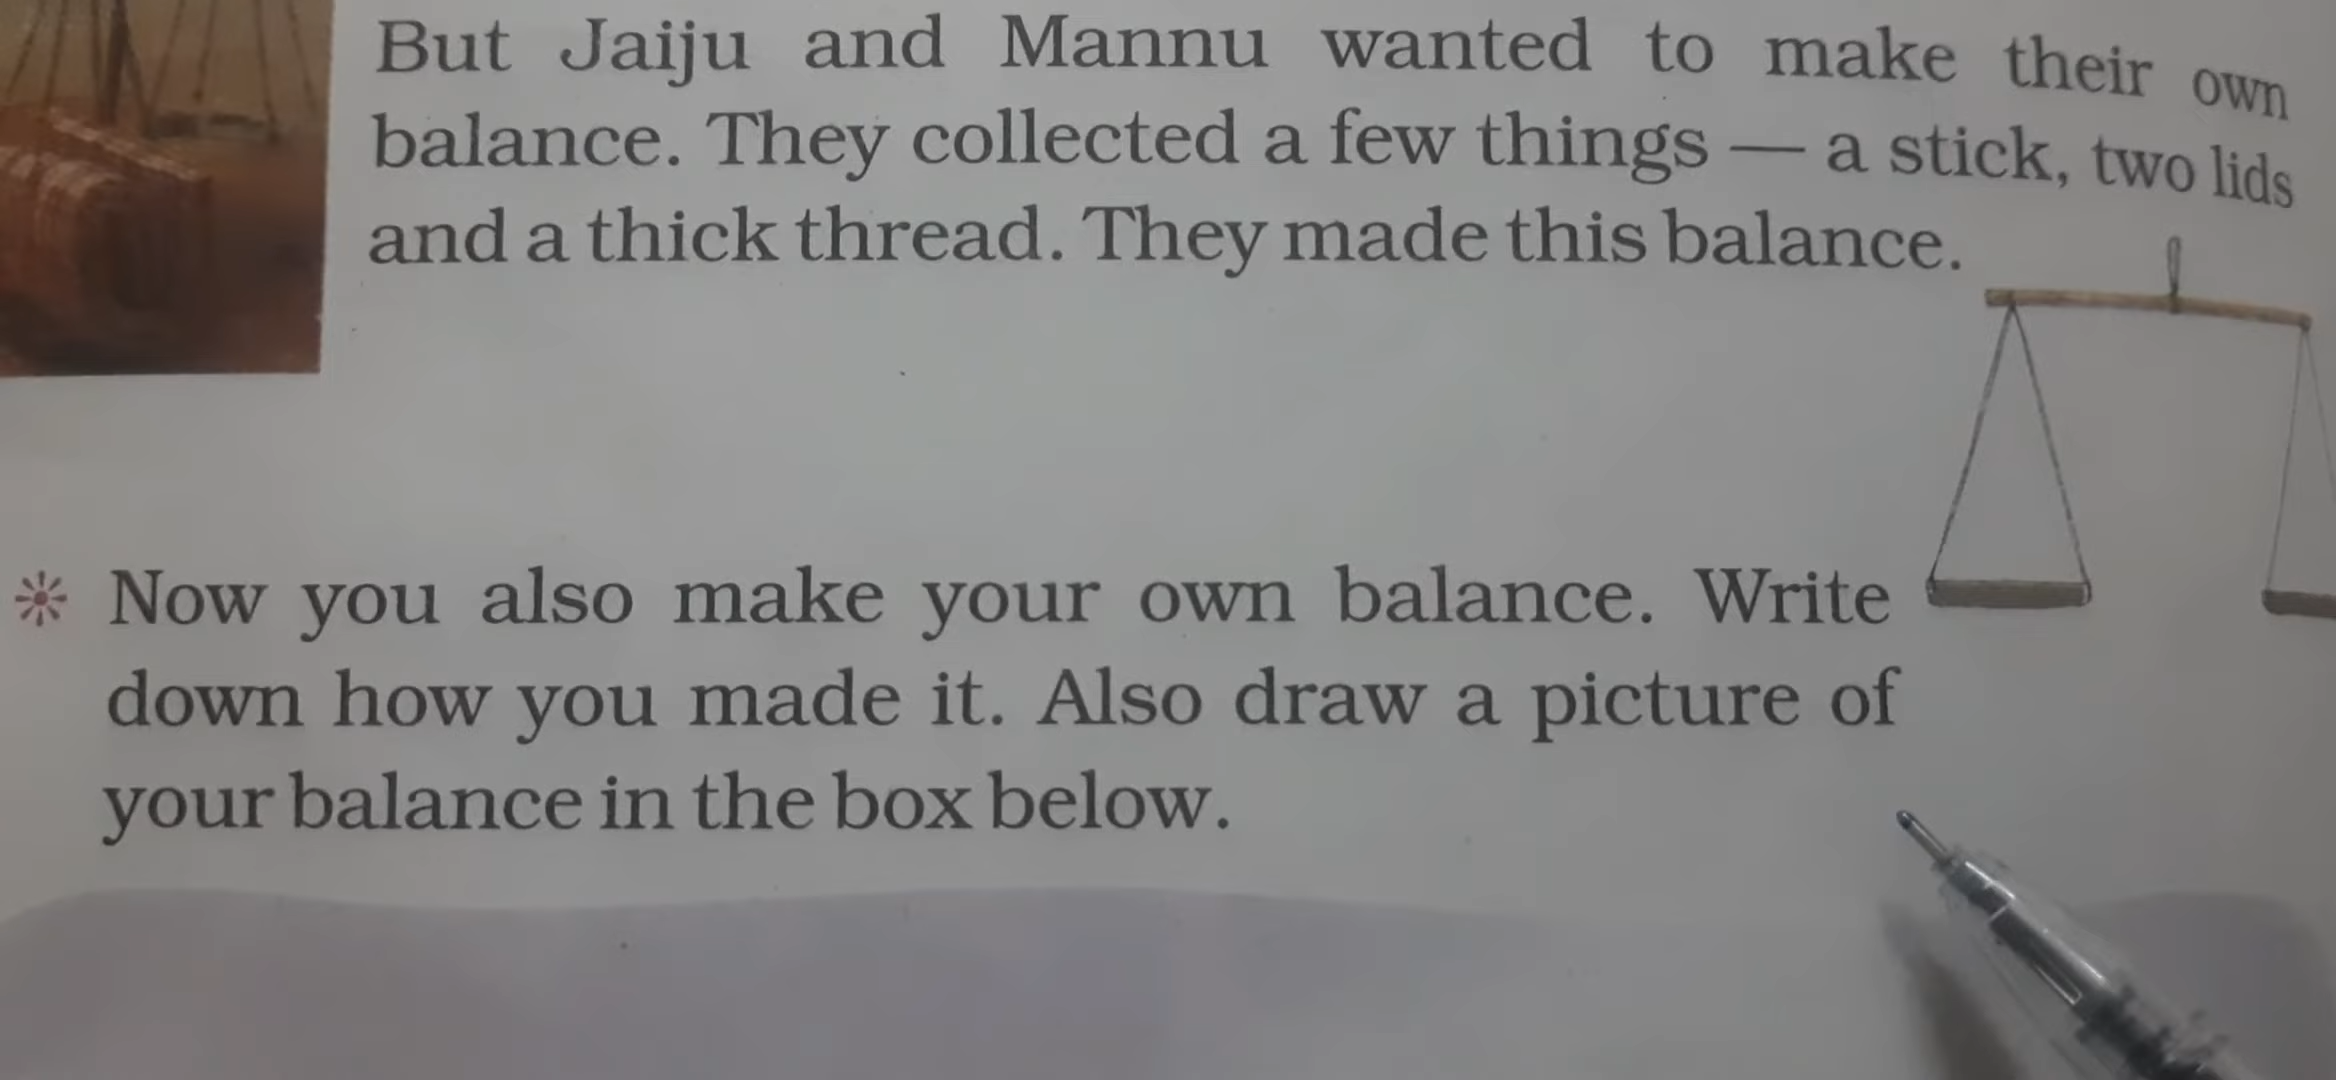 But Jaiju and Mannu wanted to make their own
balance. They collected a few things — a stick, two lids
and a thick thread. They made this balance.
Now you also make your own balance. Write
down how you made it. Also draw a picture of
your balance in the box below.